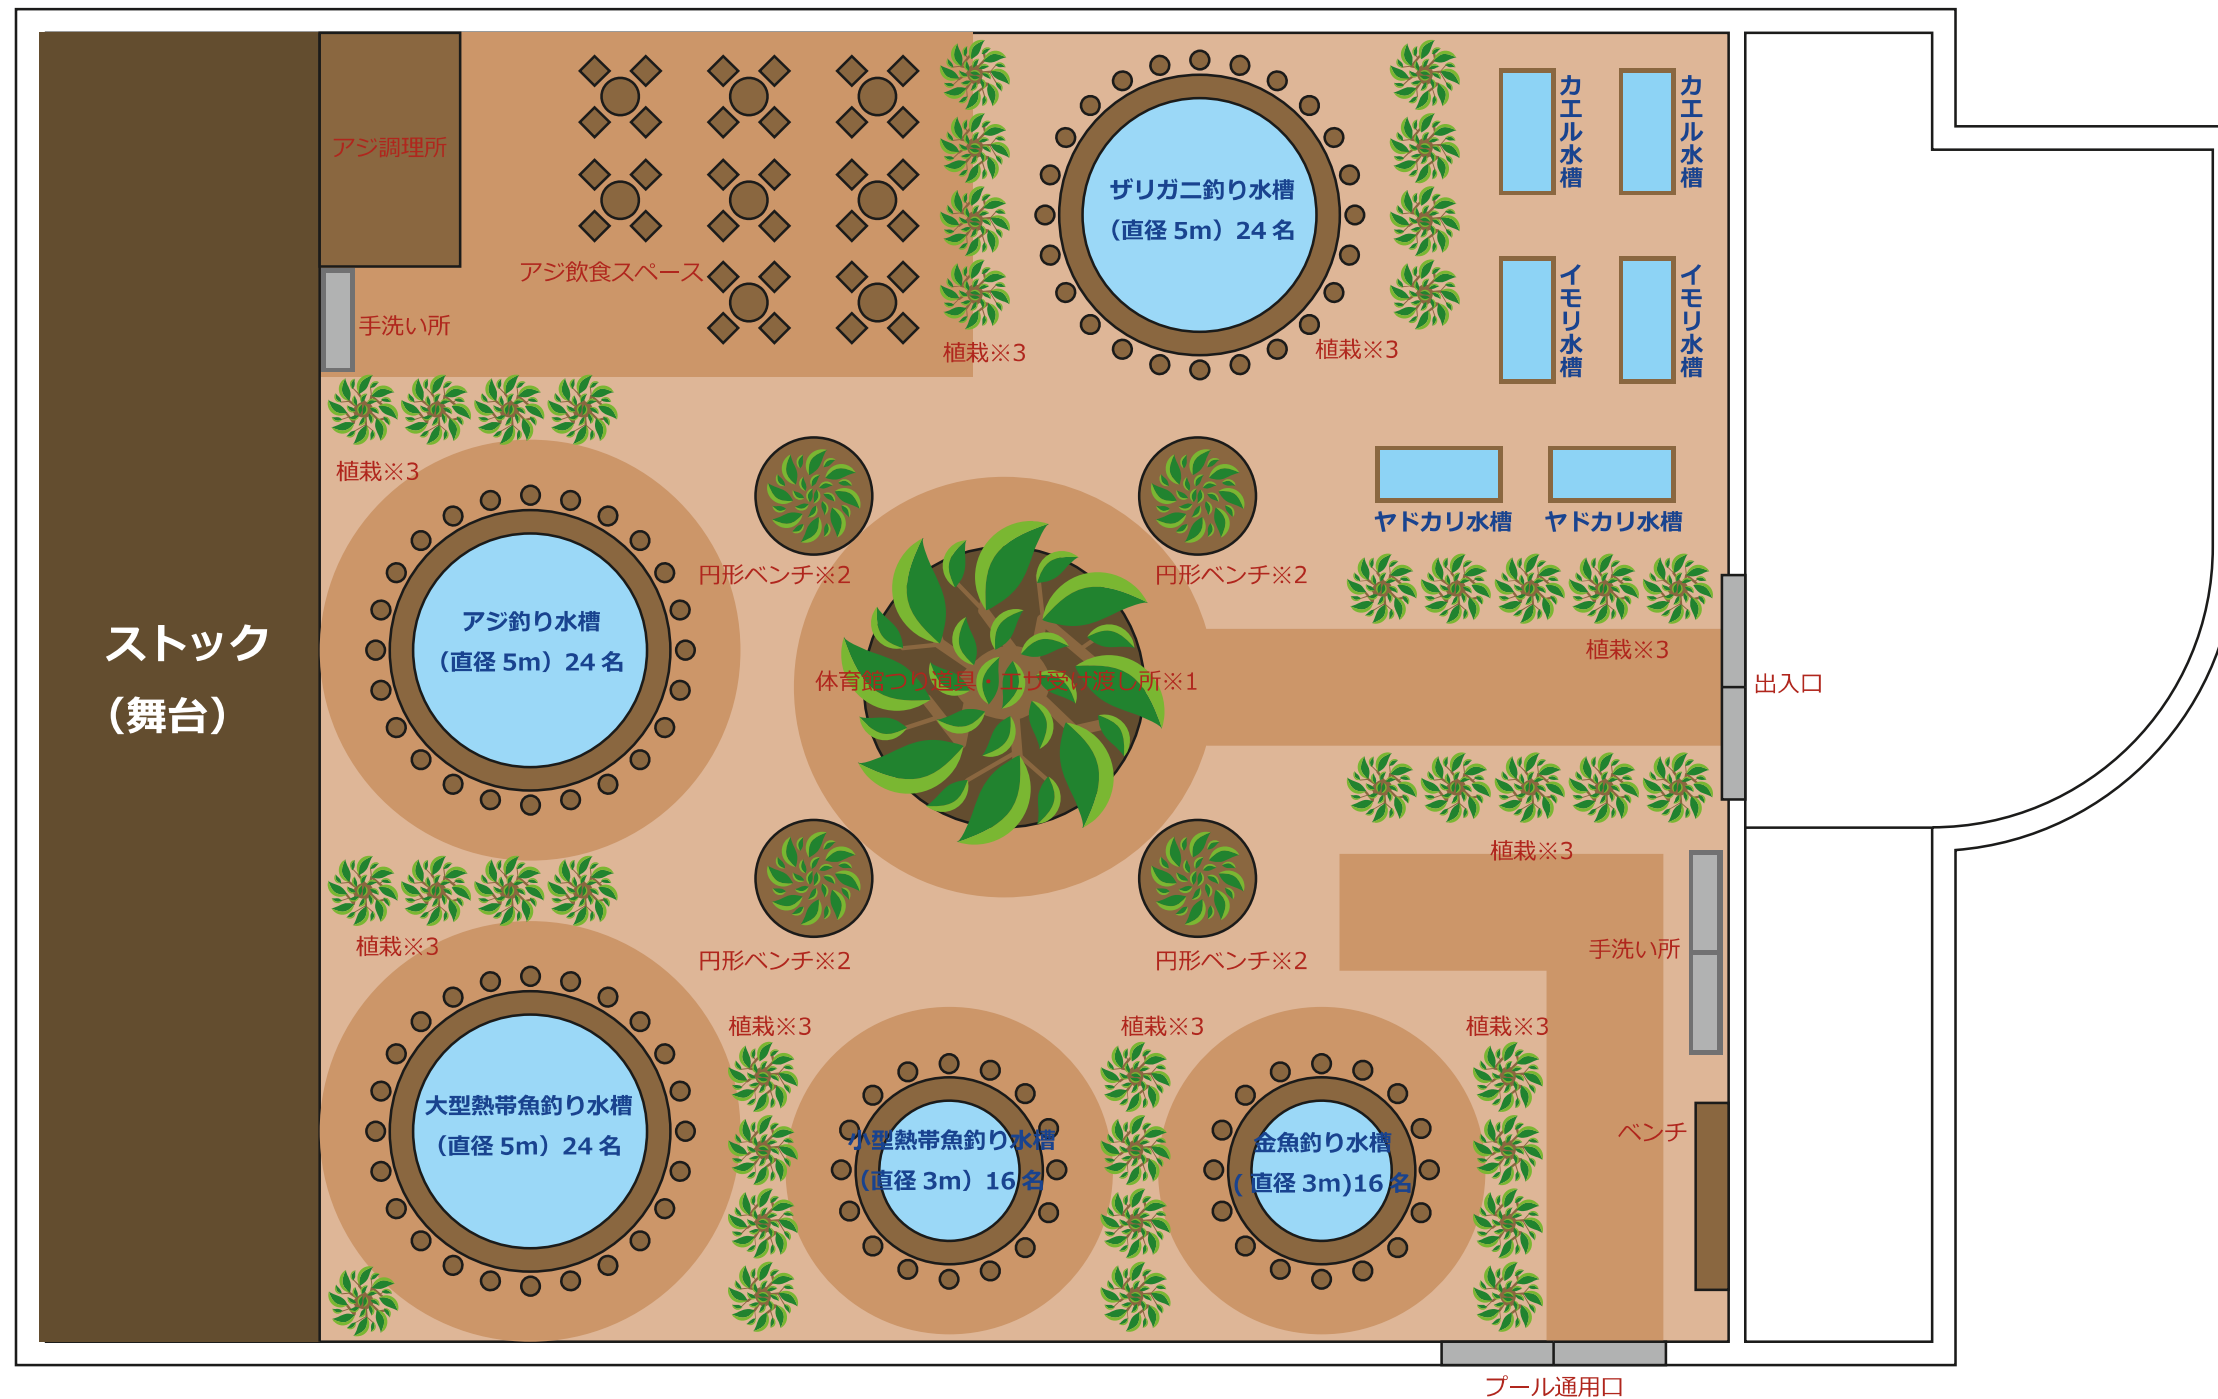 アジ調理所
手洗い所
アジ飲食スペース
植栽※3
ザリガニ釣り水槽
（直径 5m）24 名
植栽※3
カエル水槽
カエル水槽
イモリ水槽
イモリ水槽
ヤドカリ水槽
ヤドカリ水槽
植栽※3
アジ釣り水槽
（直径 5m）24 名
円形ベンチ※2
円形ベンチ※2
植栽※3
ストック
（舞台）
体育館つり道具・エサ受け渡し所※1
出入口
植栽※3
植栽※3
円形ベンチ※2
円形ベンチ※2
手洗い所
大型熱帯魚釣り水槽
（直径 5m）24 名
植栽※3
植栽※3
植栽※3
小型熱帯魚釣り水槽
（直径 3m）16 名
金魚釣り水槽
( 直径 3m)16 名
ベンチ
プール通用口